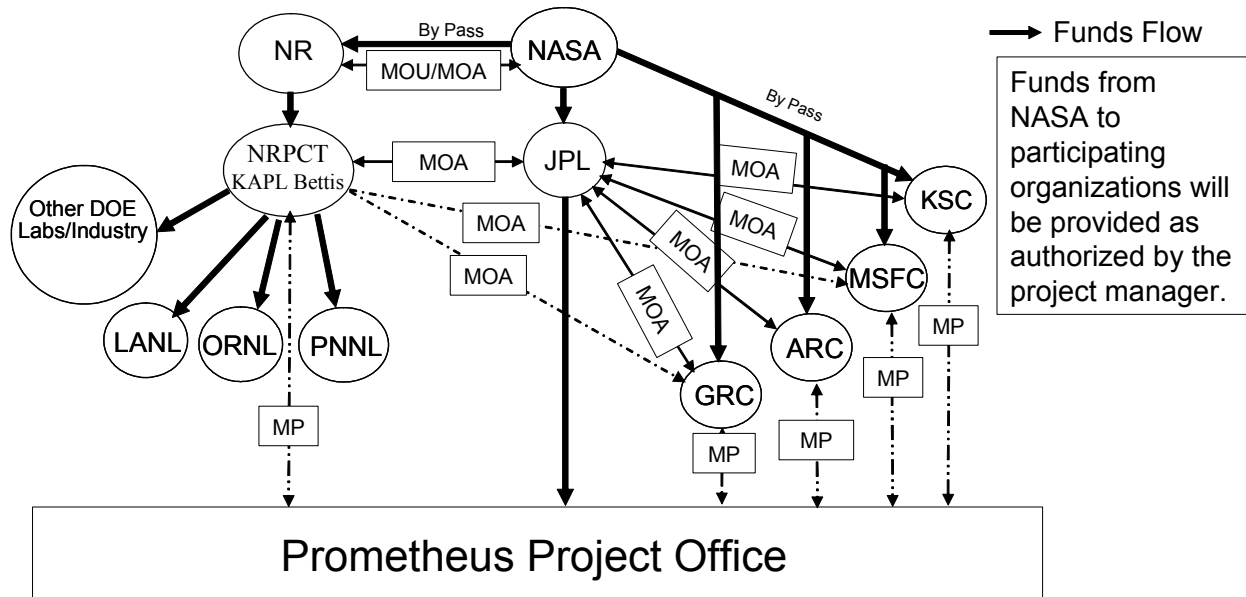 By Pass
NR
NASA
Funds Flow
MOU/MOA
Funds from
NASA to
participating
organizations will
be provided as
authorized by the
project manager.
By Pass
NRPCT
KAPL Bettis
MOA
JPL
MOA
KSC
Other DOE
Labs/Industry
MOA
MOA
MOA
MOA
MSFC
MOA
LANL
ORNL
PNNL
ARC
MP
GRC
MP
MP
MP
MP
Prometheus Project Office